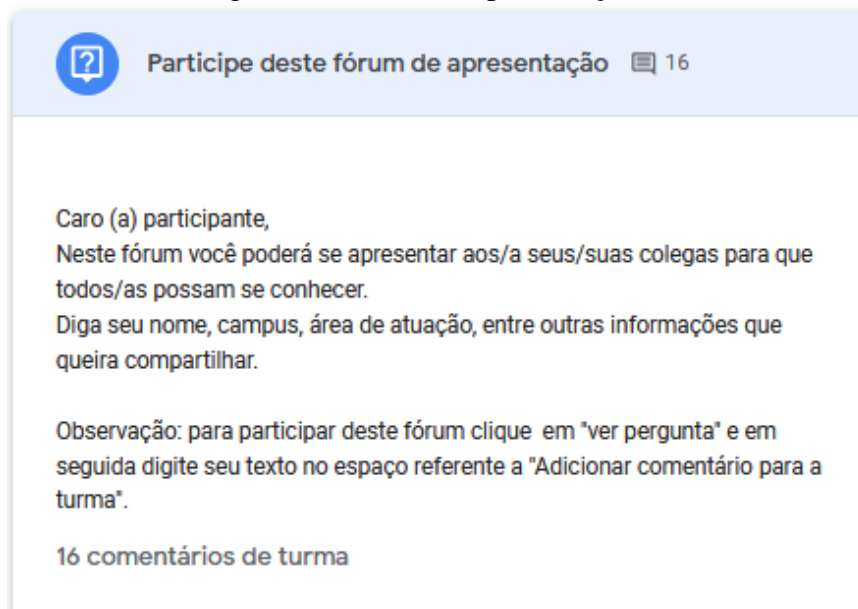 Participe deste fórum de apresentação 16
Caro (a) participante,
Neste fórum você poderá se apresentar aos/a seus/suas colegas para que
todos/as possam se conhecer.
Diga seu nome, campus, área de atuação, entre outras informações que
queira compartilhar.
Observação: para participar deste fórum clique em "ver pergunta" e em
seguida digite seu texto no espaço referente a "Adicionar comentário para a
turma".
16 comentários de turma